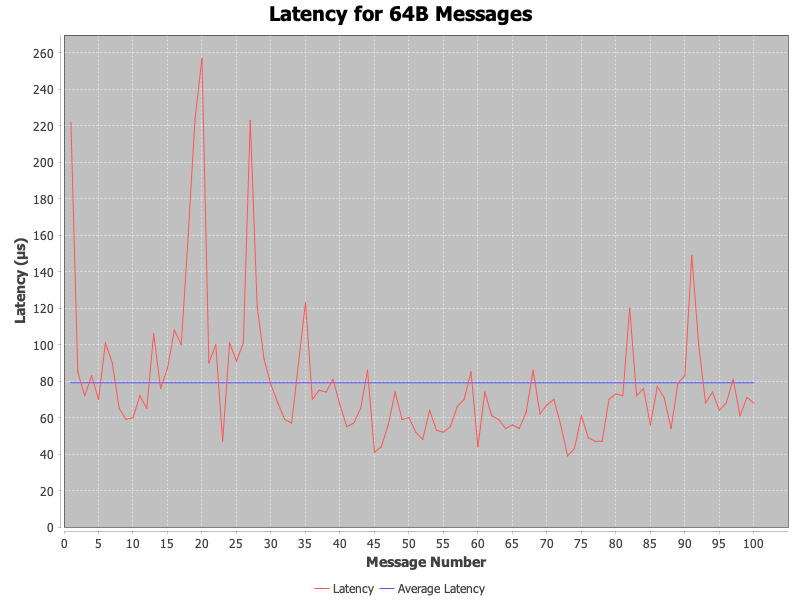 Latency for 64B Messages
Latency (µs)
260
240
220
200
180
160
140
120
100
80
60
40
20
0
0 5 10 15 20 25 30 35 40 45 50 55 60 65 70 75 80 85 90 95 100
Message Number
Latency Average Latency